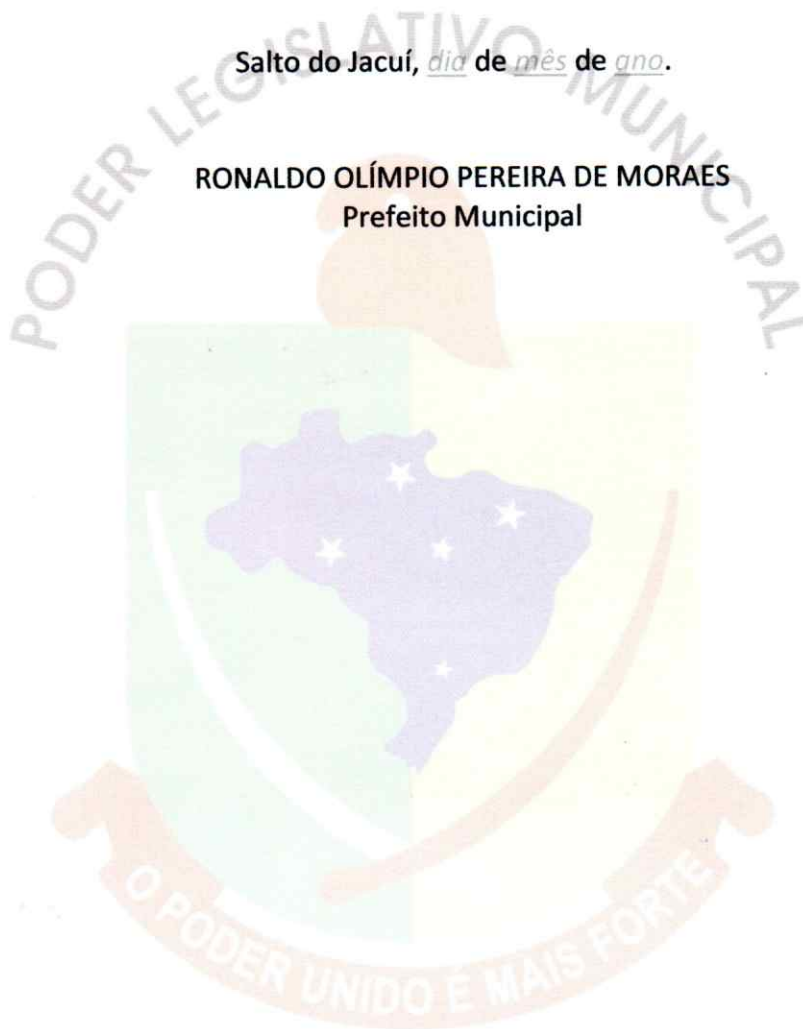 PODER LEGISLATIVO MUNICIPAL
Salto do Jacuí, dia de mês de ano.
RONALDO OLÍMPIO PEREIRA DE MORAES
Prefeito Municipal
O PODER UNIDO É MAIS FORTE